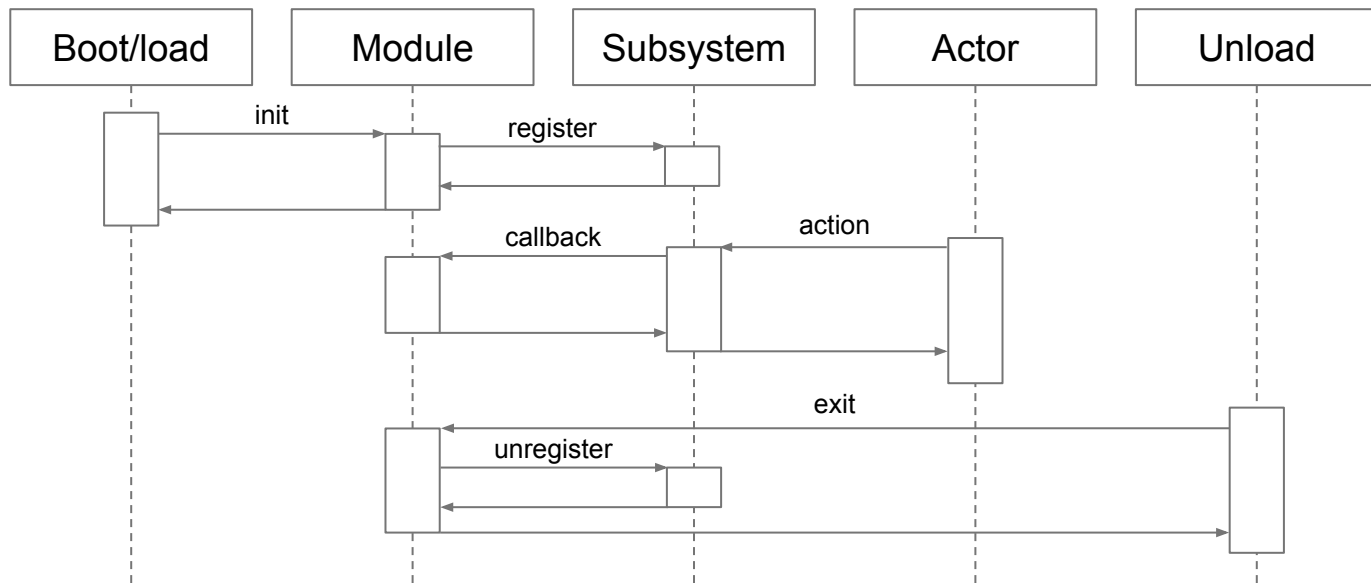 Boot/load
Module
Subsystem
Actor
Unload
init
register
callback
action
exit
unregister